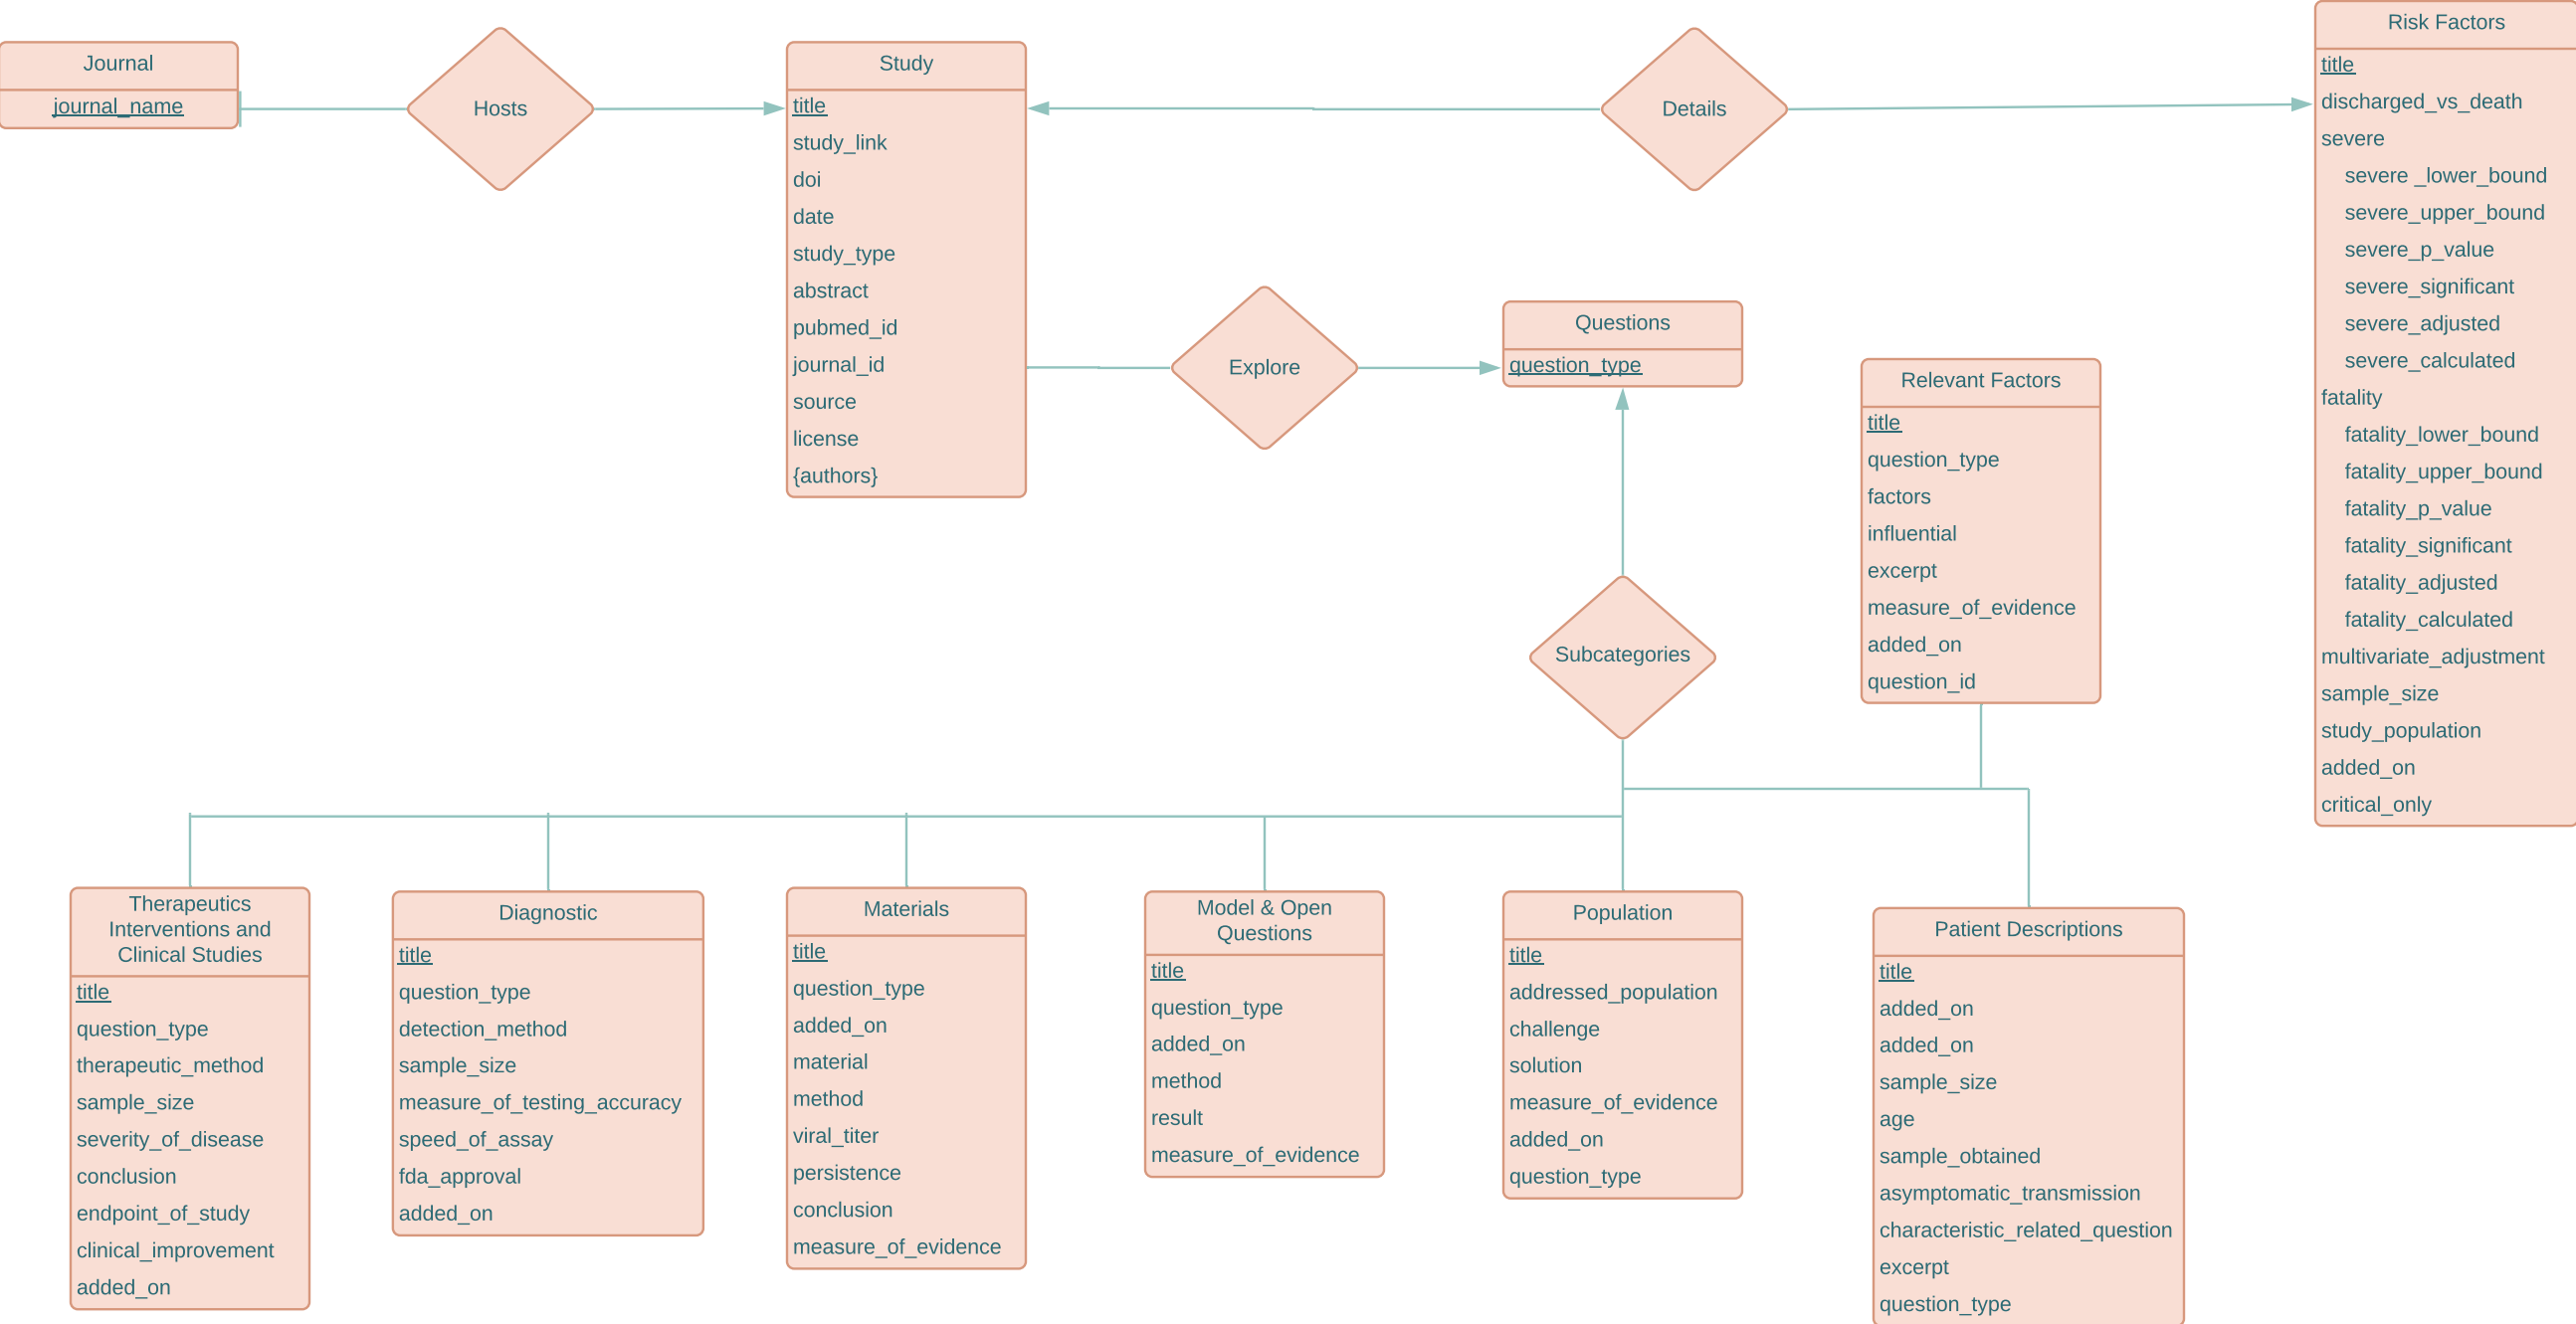 Journal
journal_name
Hosts
Study
title
study_link
doi
date
study_type
abstract
pubmed_id
journal_id
source
license
{authors}
Details
Risk Factors
title
discharged_vs_death
severe
severe _lower_bound
severe_upper_bound
severe_p_value
severe_significant
severe_adjusted
severe_calculated
fatality
fatality_lower_bound
fatality_upper_bound
fatality_p_value
fatality_significant
fatality_adjusted
fatality_calculated
multivariate_adjustment
sample_size
study_population
added_on
critical_only
Explore
Questions
question_type
Relevant Factors
title
question_type
factors
influential
excerpt
measure_of_evidence
added_on
question_id
Subcategories
Therapeutics
Interventions and
Clinical Studies
title
question_type
therapeutic_method
sample_size
severity_of_disease
conclusion
endpoint_of_study
clinical_improvement
added_on
Diagnostic
title
question_type
detection_method
sample_size
measure_of_testing_accuracy
speed_of_assay
fda_approval
added_on
Materials
title
question_type
added_on
material
method
viral_titer
persistence
conclusion
measure_of_evidence
Model & Open
Questions
title
question_type
added_on
method
result
measure_of_evidence
Population
title
addressed_population
challenge
solution
measure_of_evidence
added_on
question_type
Patient Descriptions
title
added_on
added_on
sample_size
age
sample_obtained
asymptomatic_transmission
characteristic_related_question
excerpt
question_type